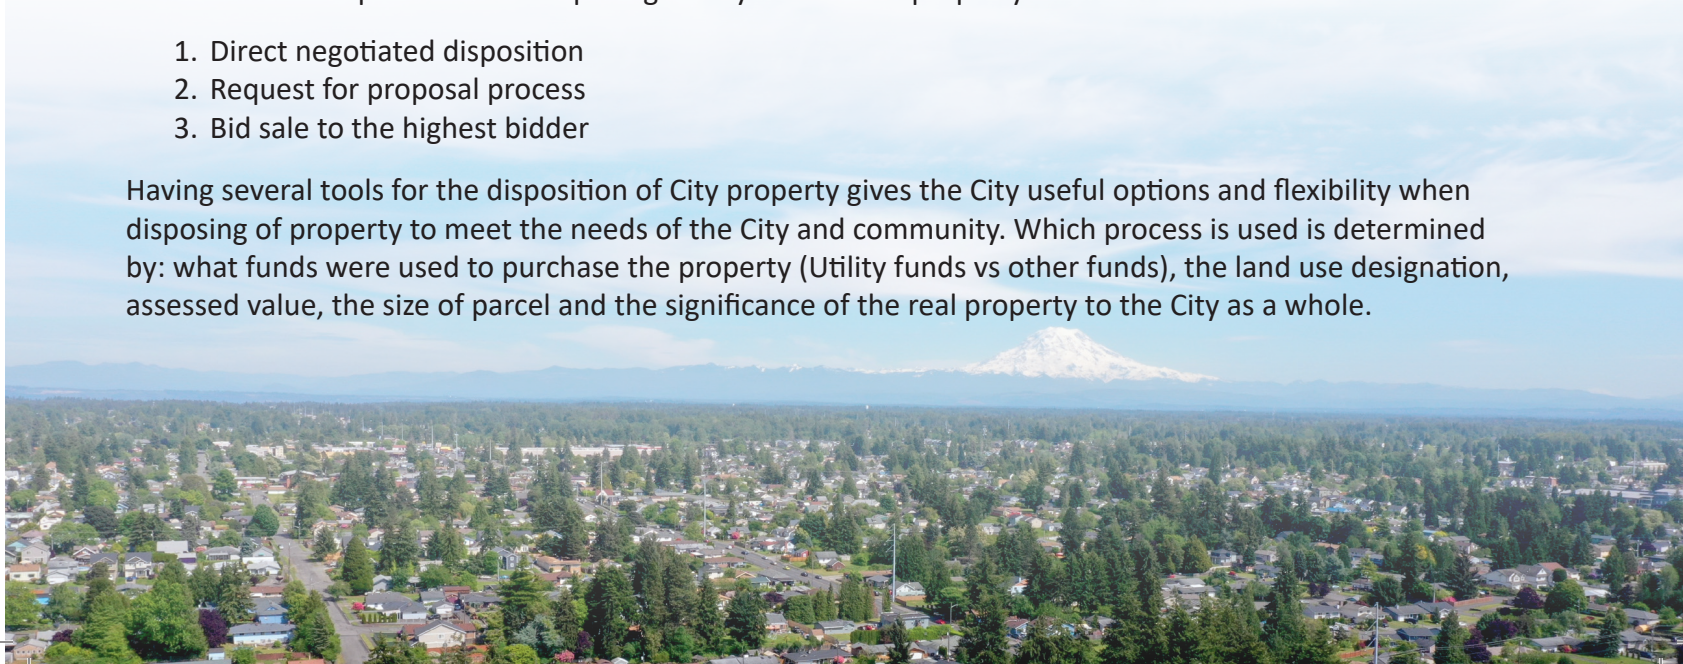 1. Direct negotiated disposition
2. Request for proposal process
3. Bid sale to the highest bidder
Having several tools for the disposition of City property gives the City useful options and flexibility when
disposing of property to meet the needs of the City and community. Which process is used is determined
by: what funds were used to purchase the property (Utility funds vs other funds), the land use designation,
assessed value, the size of parcel and the significance of the real property to the City as a whole.